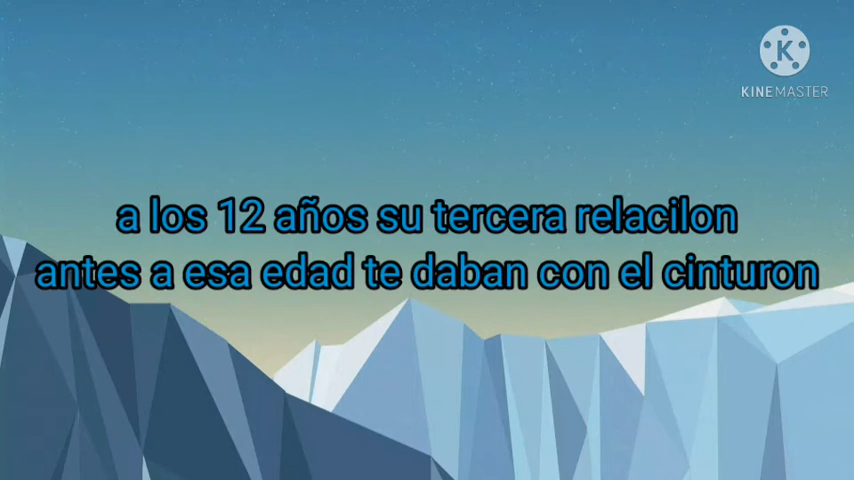 KINEMASTER
a los 12 años su tercera relacilon
antes a esa edad te daban con el cinturon